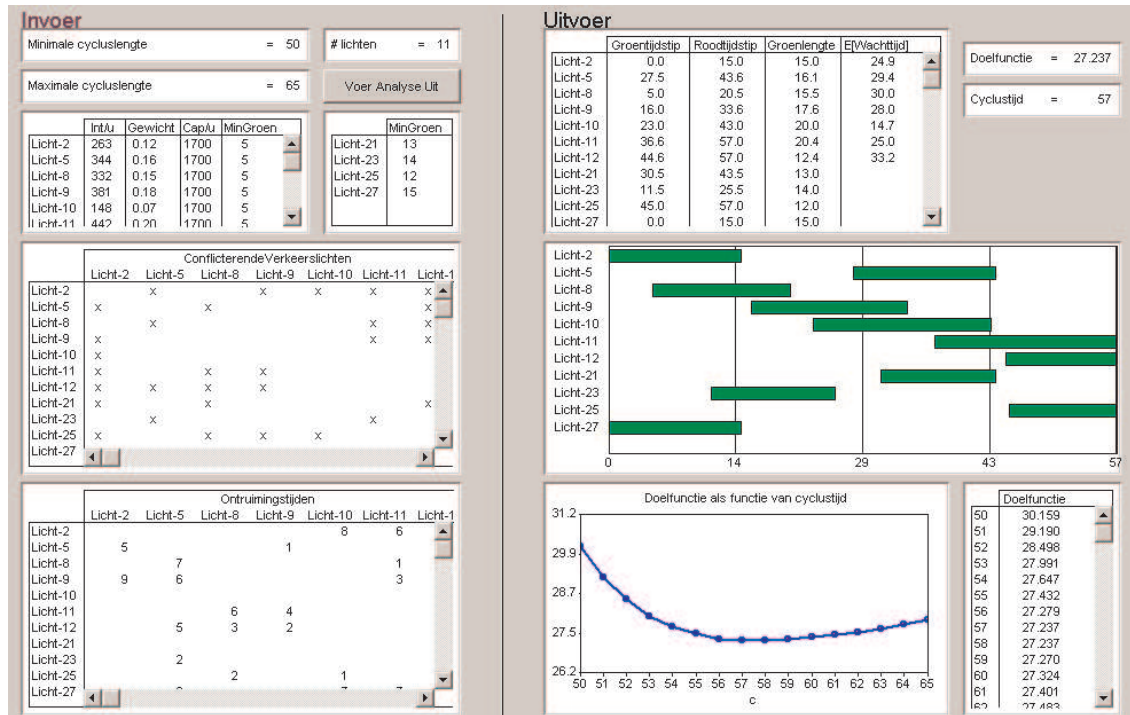 Invoer
Minimale cycluslengte = 50
# lichten = 11
Maximale cycluslengte = 65
Voer Analyse Uit
Int/u Gewicht Cap/u MinGroen
Licht-2 263 0.12 1700 5
Licht-5 344 0.16 1700 5
Licht-8 332 0.15 1700 5
Licht-9 381 0.18 1700 5
Licht-10 148 0.07 1700 5
Licht-11 442 0.20 1700 5
MinGroen
Licht-21 13
Licht-23 14
Licht-25 12
Licht-27 15
ConflicterendeVerkeerslichten
Licht-2 Licht-5 Licht-8 Licht-9 Licht-10 Licht-11 Licht-1
Licht-2 x x x x x
Licht-5 x x x
Licht-8 x x x
Licht-9 x x x
Licht-10 x
Licht-11 x x x
Licht-12 x x x x
Licht-21 x x x
Licht-23 x x
Licht-25 x x x x
Licht-27
Ontruimingstijden
Licht-2 Licht-5 Licht-8 Licht-9 Licht-10 Licht-11 Licht-1
Licht-2 8 6
Licht-5 5 1
Licht-8 7 1
Licht-9 9 6 3
Licht-10
Licht-11 6 4
Licht-12 5 3 2
Licht-21
Licht-23 2
Licht-25 2 1
Licht-27
Uitvoer
Groentijdstip Roodtijdstip Groenlengte E[Wachttijd]
Licht-2 0.0 15.0 15.0 24.9
Licht-5 27.5 43.6 16.1 29.4
Licht-8 5.0 20.5 15.5 30.0
Licht-9 16.0 33.6 17.6 28.0
Licht-10 23.0 43.0 20.0 14.7
Licht-11 36.6 57.0 20.4 25.0
Licht-12 44.6 57.0 12.4 33.2
Licht-21 30.5 43.5 13.0
Licht-23 11.5 25.5 14.0
Licht-25 45.0 57.0 12.0
Licht-27 0.0 15.0 15.0
Doelfunctie = 27.237
Cyclustijd = 57
Licht-2
Licht-5
Licht-8
Licht-9
Licht-10
Licht-11
Licht-12
Licht-21
Licht-23
Licht-25
Licht-27
0 14 29 43 57
Doelfunctie als functie van cyclustijd
31.2
29.9
28.7
27.5
26.2
50 51 52 53 54 55 56 57 58 59 60 61 62 63 64 65
c
Doelfunctie
50 30.159
51 29.190
52 28.498
53 27.991
54 27.647
55 27.432
56 27.279
57 27.237
58 27.237
59 27.270
60 27.324
61 27.401
62 27.483